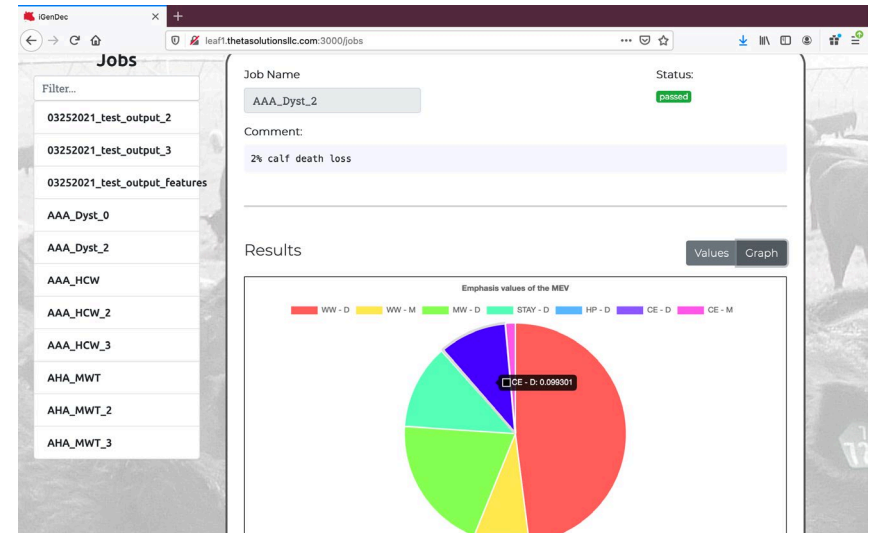 iGenDec
leaf1.thetasolutionsllc.com:3000/jobs
Jobs
Filter...
03252021_test_output_2
03252021_test_output_3
03252021_test_output_features
AAA_Dyst_0
AAA_Dyst_2
AAA_HCW
AAA_HCW_2
AAA_HCW_3
AHA_MWT
AHA_MWT_2
AHA_MWT_3
Job Name
Status:
AAA_Dyst_2
passed
Comment:
2% calf death loss
Results
Values Graph
Emphasis values of the MEV
WW - D WW - M MW - D STAY - D HP - D CE - D CE - M
CE - D: 0.099301